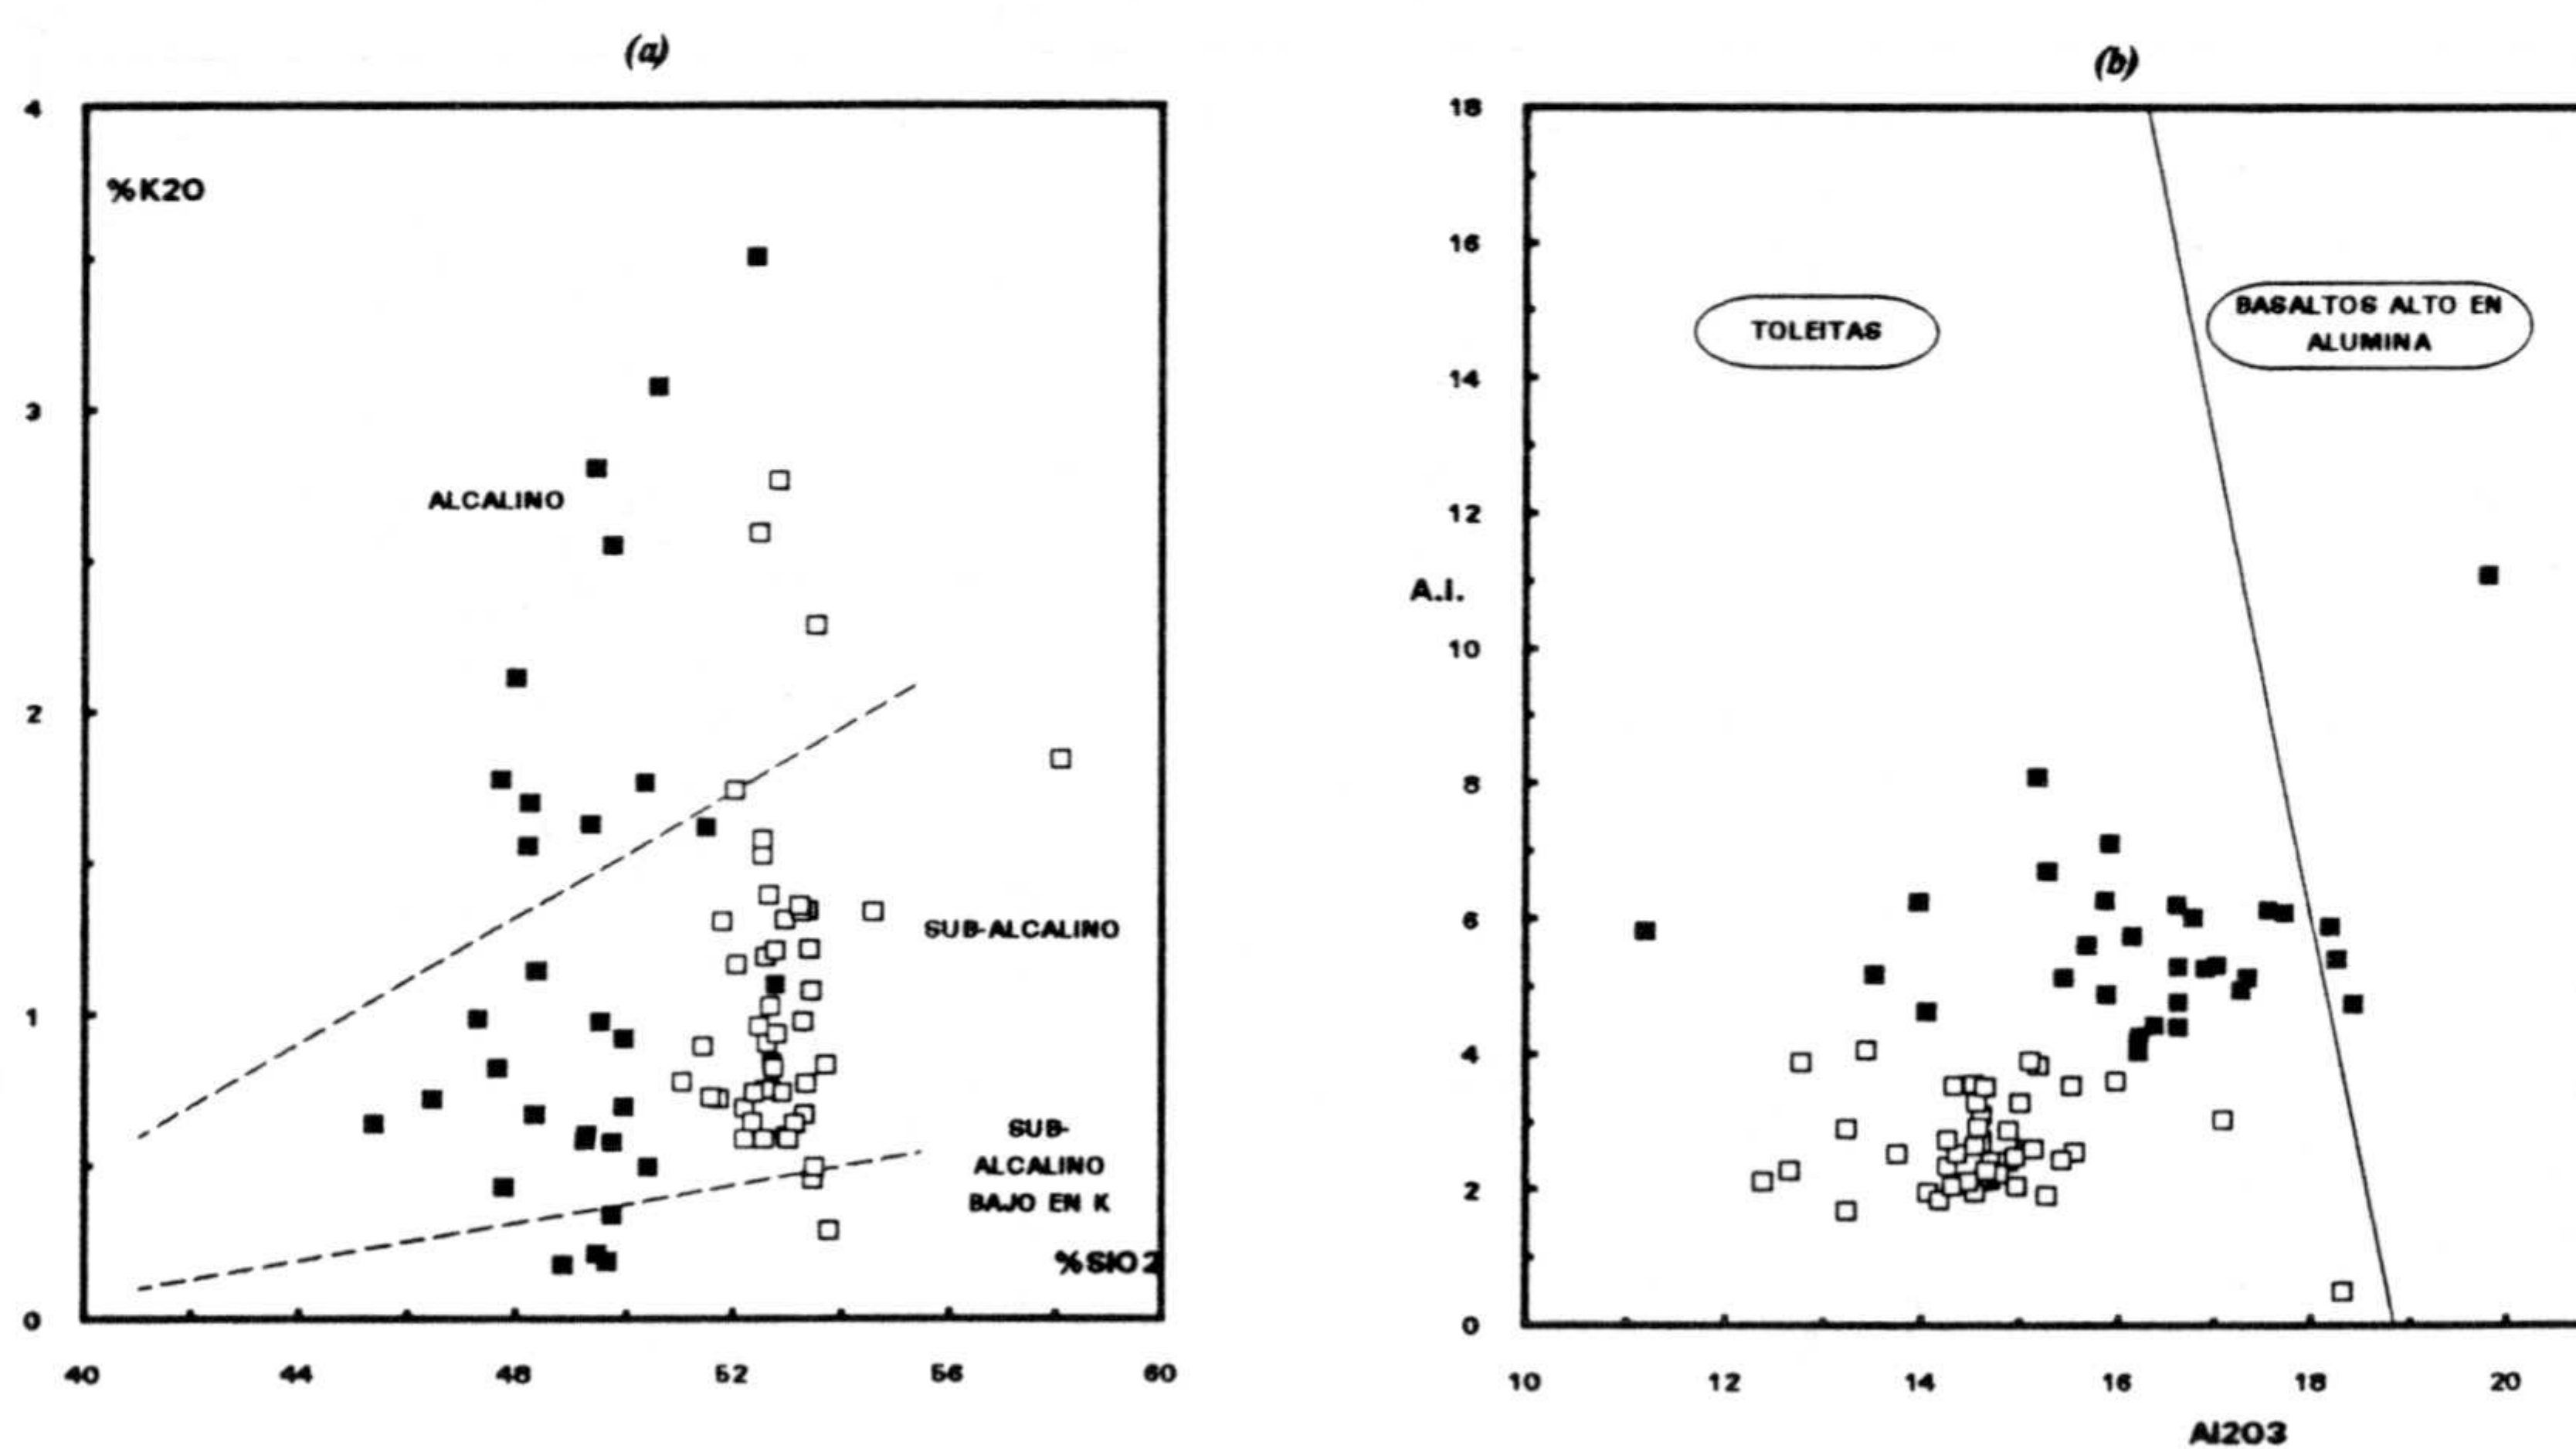 (a)
4
%K2O
3
ALCALINO
2
SUB-ALCALINO
1
SUB-
ALCALINO
BAJO EN K
%SIO2
0
40 44 48 52 56 60
(b)
18
16
BASALTOS ALTO EN
TOLEITAS
ALUMINA
14
12
A.i.
10
8
6
4
2
0
10 12 14 16 18 20
Al2O3